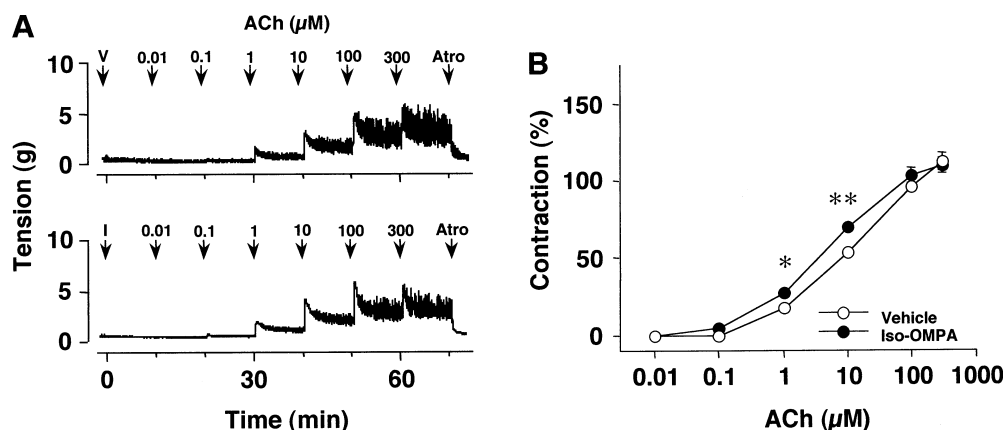 A
ACh (µM)
V 0.01 0.1 1 10 100 300 Atro
10
5
0
I 0.01 0.1 1 10 100 300 Atro
10
5
0
Tension (g)
0 30 60
Time (min)
B
150
100
50
0
Contraction (%)
**
*
Vehicle
Iso-OMPA
0.01 0.1 1 10 100 1000
ACh (µM)